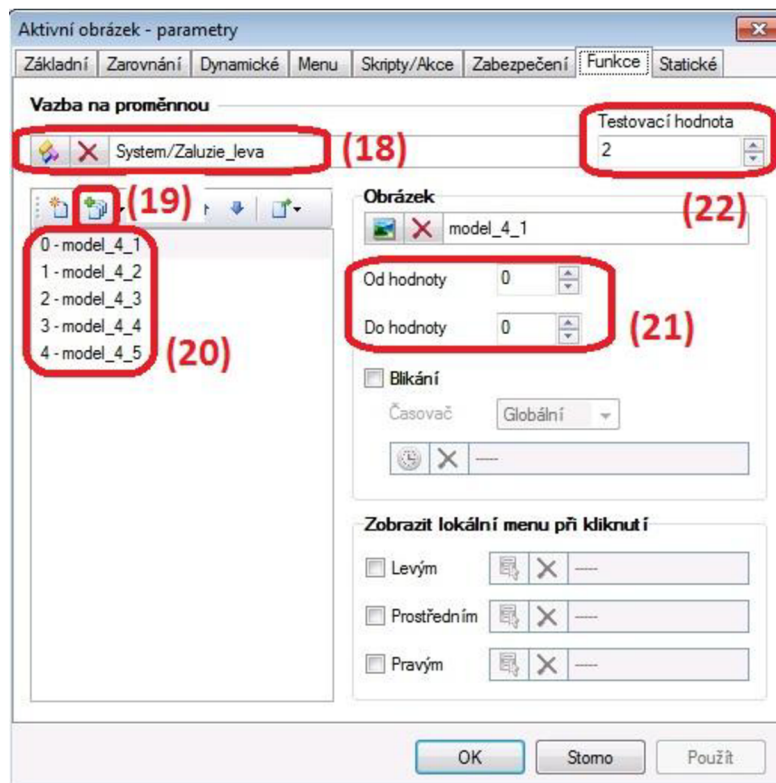 Aktivní obrázek - parametry
Základní Zarovnání Dynamické Menu Skripty/Akce Zabezpečení Funkce Statické
Vazba na proměnnou
Testovací hodnota
System/Zaluzie_leva (18) 2
(19) (22)
Obrázek
model_4_1
0 - model_4_1
1 - model_4_2
2 - model_4_3
3 - model_4_4
4 - model_4_5
(20)
Od hodnoty 0
Do hodnoty 0
(21)
Blikání
Časovač Globální
-----
Zobrazit lokální menu při kliknutí
Levým -----
Prostředním -----
Pravým -----
OK Storno Použít